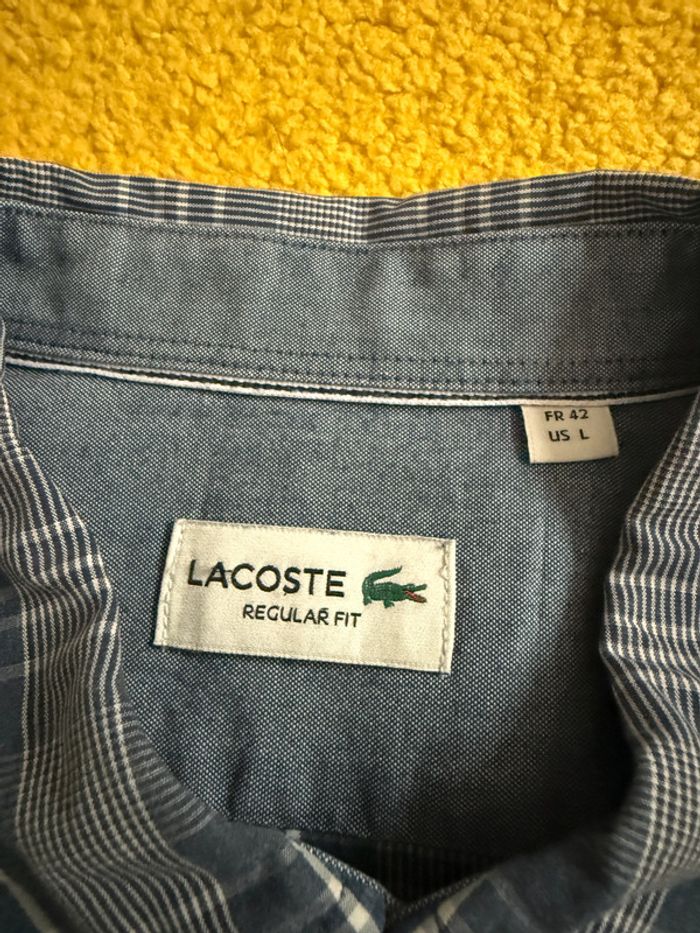 FR 42
US L
LACOSTE
REGULAR FIT